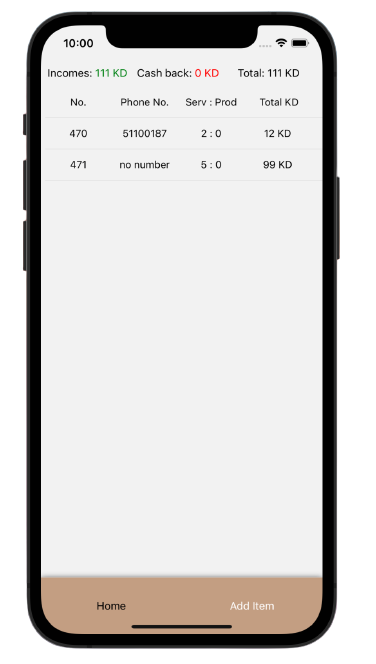 10:00
Incomes: 111 KD Cash back: 0 KD Total: 111 KD
No. Phone No. Serv : Prod Total KD
470 51100187 2 : 0 12 KD
471 no number 5 : 0 99 KD
Home Add Item